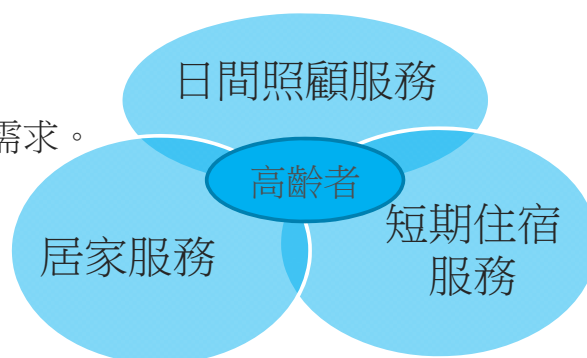 日間照顧服務
需求。
高齡者
居家服務
短期住宿
服務